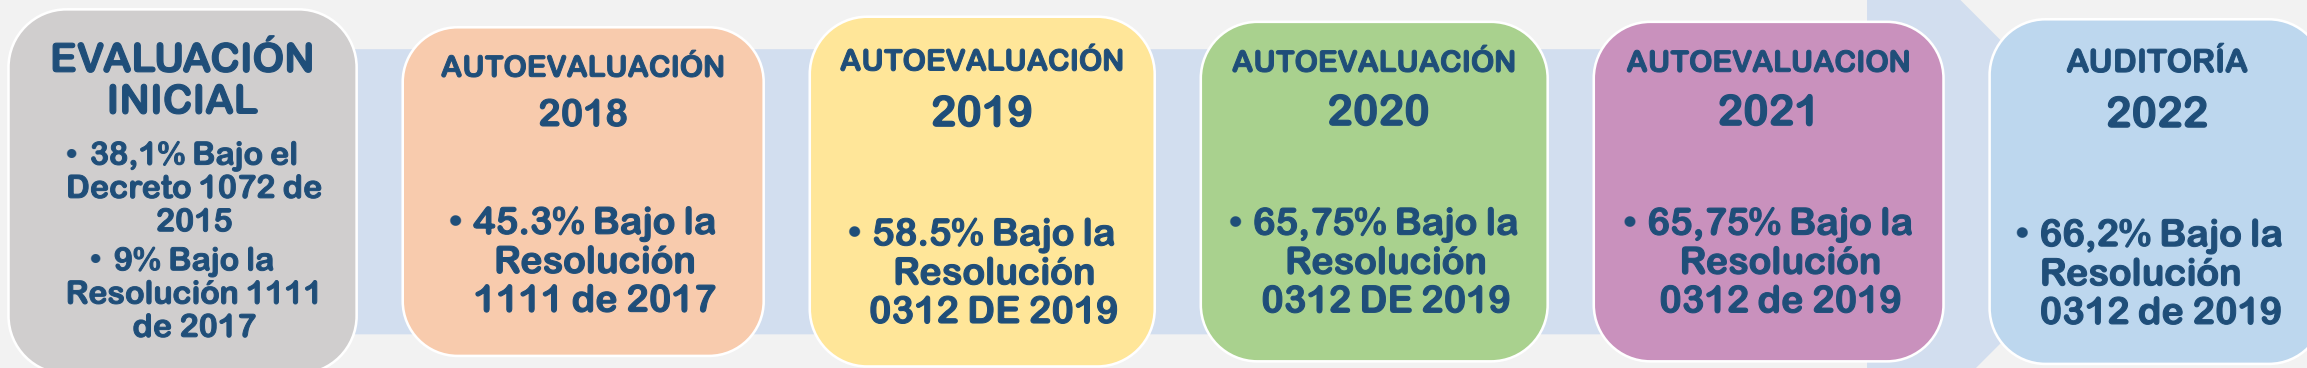 EVALUACIÓN
INICIAL
• 38,1% Bajo el
Decreto 1072 de
2015
• 9% Bajo la
Resolución 1111
de 2017
AUTOEVALUACIÓN
2018
• 45.3% Bajo la
Resolución
1111 de 2017
AUTOEVALUACIÓN
2019
• 58.5% Bajo la
Resolución
0312 DE 2019
AUTOEVALUACIÓN
2020
• 65,75% Bajo la
Resolución
0312 DE 2019
AUTOEVALUACION
2021
• 65,75% Bajo la
Resolución
0312 de 2019
AUDITORÍA
2022
• 66,2% Bajo la
Resolución
0312 de 2019